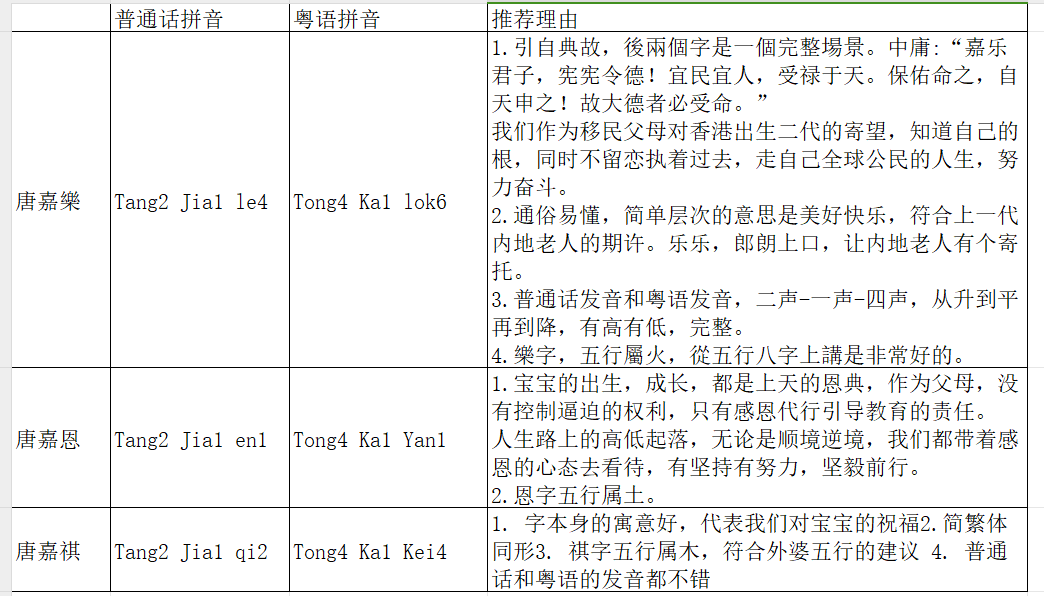 普通话拼音 粤语拼音 推荐理由
唐嘉樂 Tang2 Jia1 le4 Tong4 Ka1 lok6
1.引自典故，後兩個字是一個完整場景。中庸:“嘉乐
君子，宪宪令德！宜民宜人，受禄于天。保佑命之，自
天申之！故大德者必受命。”
我们作为移民父母对香港出生二代的寄望，知道自己的
根，同时不留恋执着过去，走自己全球公民的人生，努
力奋斗。
2.通俗易懂，简单层次的意思是美好快乐，符合上一代
内地老人的期许。乐乐，郎朗上口，让内地老人有个寄
托。
3.普通话发音和粤语发音，二声-一声-四声，从升到平
再到降，有高有低，完整。
4.樂字，五行屬火，從五行八字上講是非常好的。
唐嘉恩 Tang2 Jia1 en1 Tong4 Ka1 Yan1
1.宝宝的出生，成长，都是上天的恩典，作为父母，没
有控制逼迫的权利，只有感恩代行引导教育的责任。
人生路上的高低起落，无论是顺境逆境，我们都带着感
恩的心态去看待，有坚持有努力，坚毅前行。
2.恩字五行属土。
唐嘉祺 Tang2 Jia1 qi2 Tong4 Ka1 Kei4
1. 字本身的寓意好，代表我们对宝宝的祝福2.简繁体
同形3. 祺字五行属木，符合外婆五行的建议 4. 普通
话和粤语的发音都不错